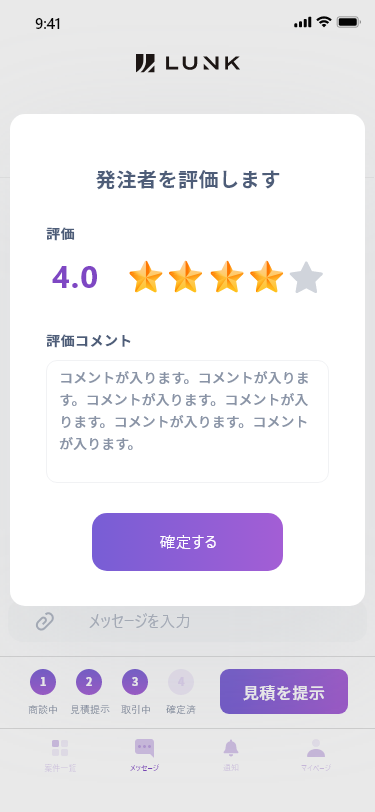 9:41
LUNK
発注者を評価します
評価
4.0
評価コメント
コメントが入ります。コメントが入りま
す。コメントが入ります。コメントが入
ります。コメントが入ります。コメント
が入ります。
確定する
メッセージを入力
1 2 3 4
商談中 見積提示 取引中 確定済
見積を提示
案件一覧 メッセージ 通知 マイページ